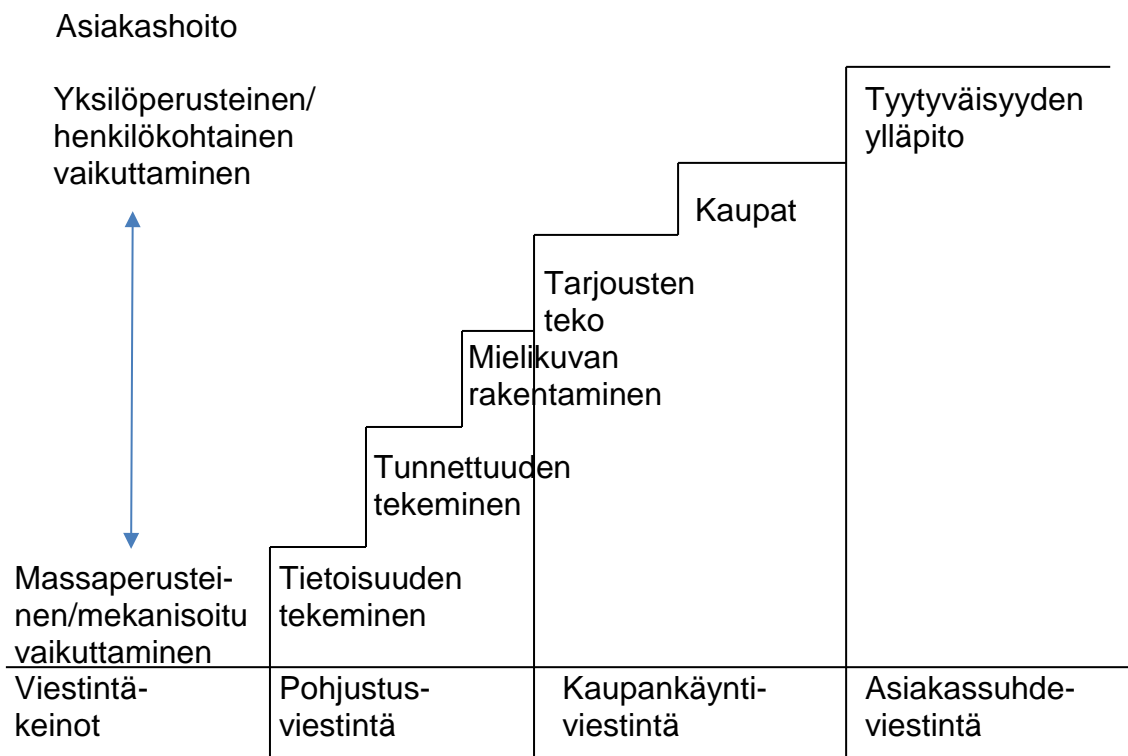 Asiakashoito
Yksilöperusteinen/
henkilökohtainen
vaikuttaminen
Tyytyväisyyden
ylläpito
Kaupat
Tarjousten
teko
Mielikuvan
rakentaminen
Tunnettuuden
tekeminen
Massaperustei-
nen/mekanisoitu
vaikuttaminen
Tietoisuuden
tekeminen
Viestintä-
keinot
Pohjustus-
viestintä
Kaupankäynti-
viestintä
Asiakassuhde-
viestintä